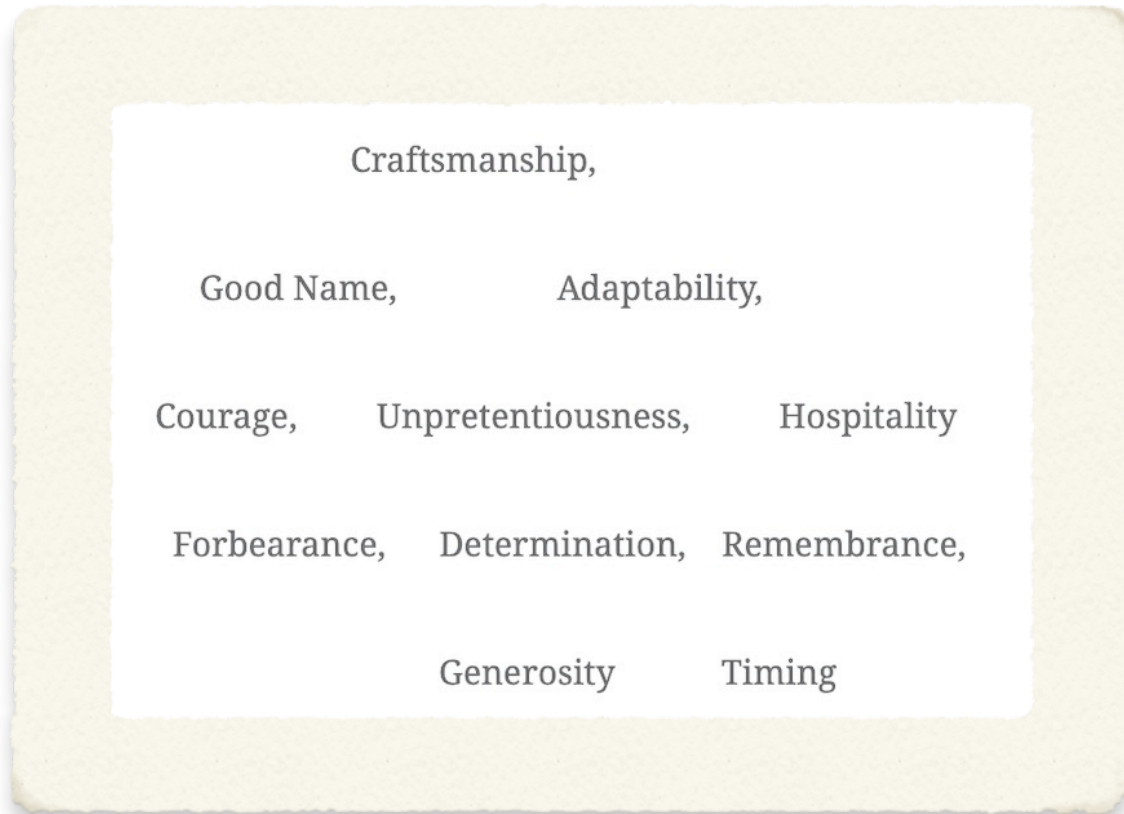 Craftsmanship,
Good Name, Adaptability,
Courage, Unpretentiousness, Hospitality
Forbearance, Determination, Remembrance,
Generosity Timing